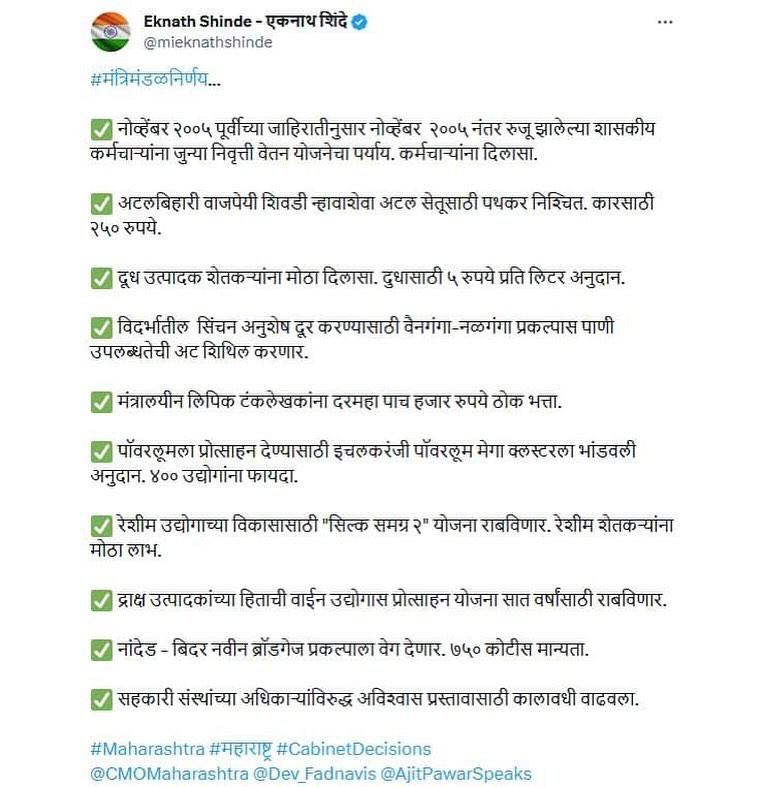 Eknath Shinde - एकनाथ शिंदे
@mieknathshinde
#मंत्रिमंडळनिर्णय...
नोव्हेंबर २००५ पूर्वीच्या जाहिरातीनुसार नोव्हेंबर २००५ नंतर रुजू झालेल्या शासकीय
कर्मचाऱ्यांना जुन्या निवृत्ती वेतन योजनेचा पर्याय. कर्मचाऱ्यांना दिलासा.
अटलबिहारी वाजपेयी शिवडी न्हावाशेवा अटल सेतूसाठी पथकर निश्चित. कारसाठी
२५० रुपये.
दूध उत्पादक शेतकऱ्यांना मोठा दिलासा. दुधासाठी ५ रुपये प्रति लिटर अनुदान.
विदर्भातील सिंचन अनुशेष दूर करण्यासाठी वैनगंगा-नळगंगा प्रकल्पास पाणी
उपलब्धतेची अट शिथिल करणार.
मंत्रालयीन लिपिक टंकलेखकांना दरमहा पाच हजार रुपये ठोक भत्ता.
पॉवरलूमला प्रोत्साहन देण्यासाठी इचलकरंजी पॉवरलूम मेगा क्लस्टरला भांडवली
अनुदान. ४०० उद्योगांना फायदा.
रेशीम उद्योगाच्या विकासासाठी "सिल्क समग्र २" योजना राबविणार. रेशीम शेतकऱ्यांना
मोठा लाभ.
द्राक्ष उत्पादकांच्या हिताची वाईन उद्योगास प्रोत्साहन योजना सात वर्षांसाठी राबविणार.
नांदेड - बिदर नवीन ब्रॉडगेज प्रकल्पाला वेग देणार. ७५० कोटीस मान्यता.
सहकारी संस्थांच्या अधिकाऱ्यांविरुद्ध अविश्वास प्रस्तावासाठी कालावधी वाढवला.
#Maharashtra #महाराष्ट्र #CabinetDecisions
@CMOMaharashtra @Dev_Fadnavis @AjitPawarSpeaks